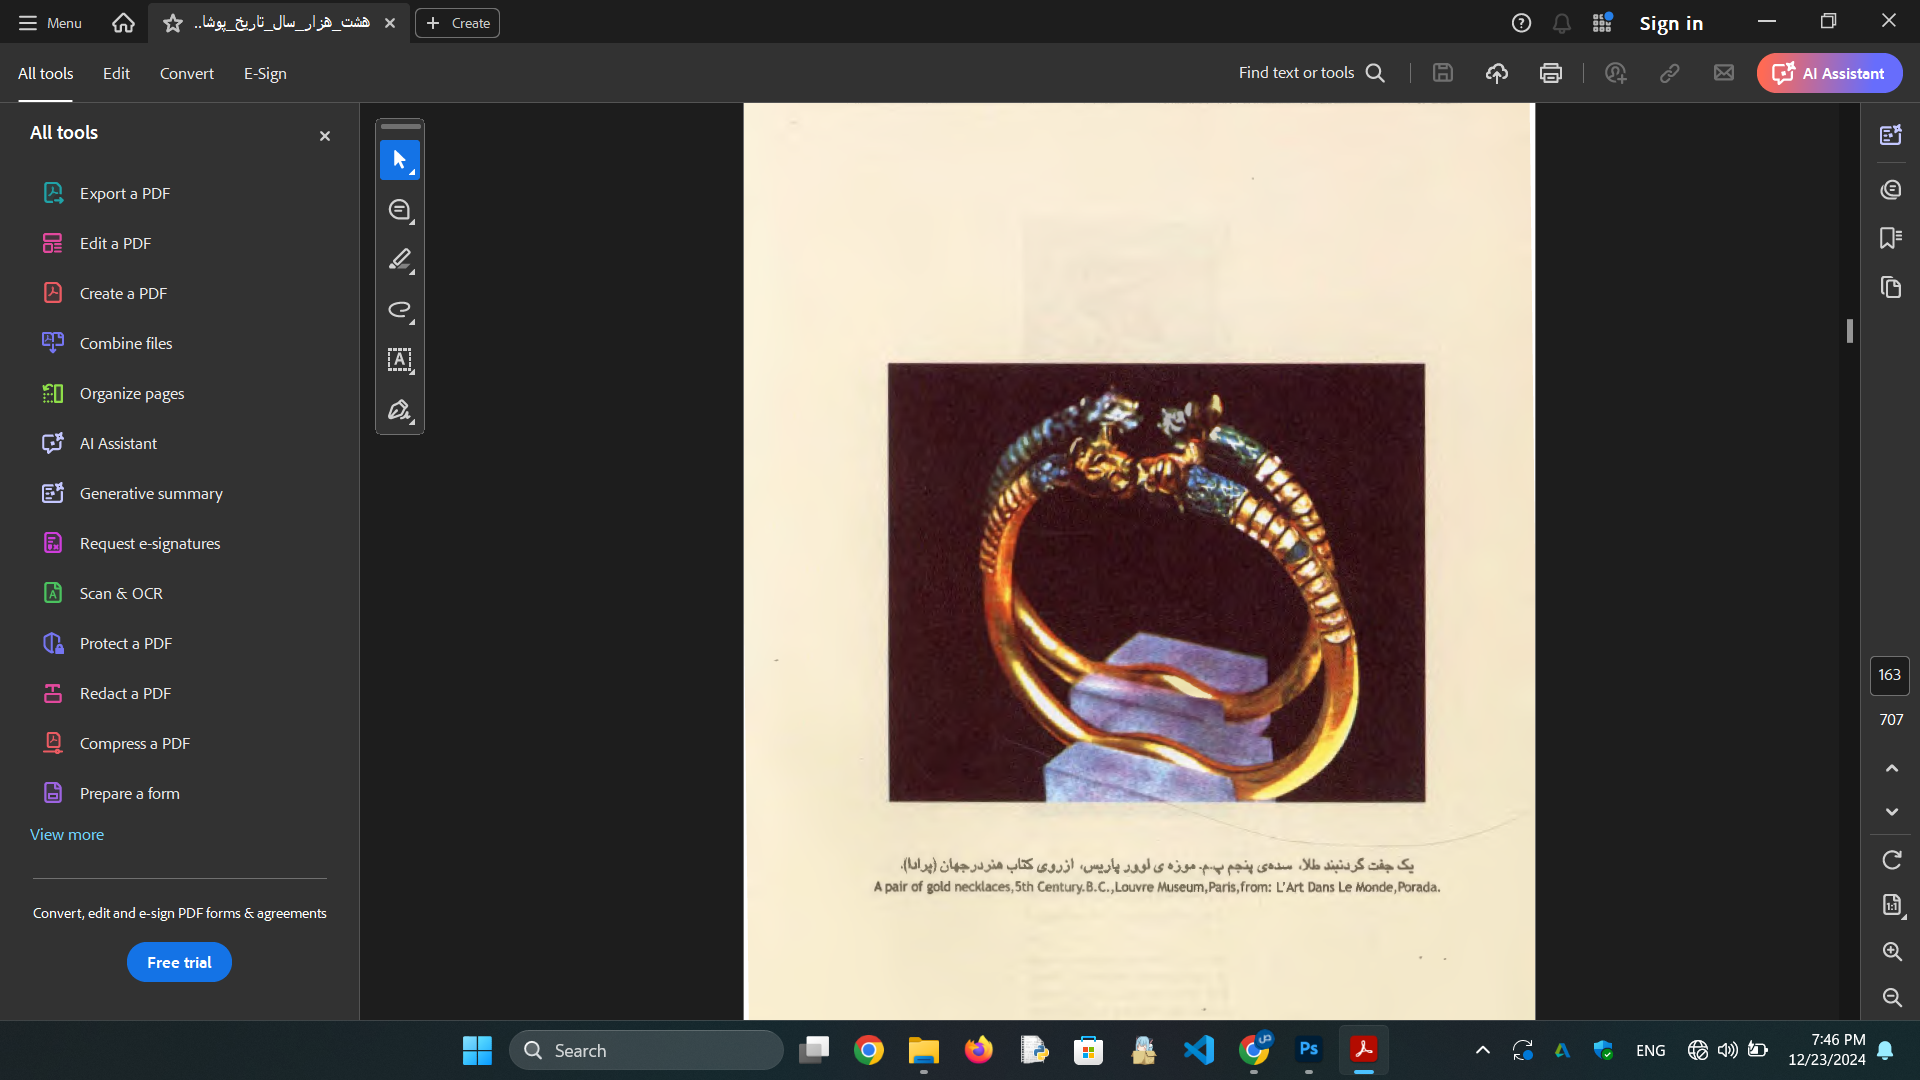 Menu
هشت_هزار_سال_تاریخ_پوشا..
Create
Sign in
All tools
Edit
Convert
E-Sign
Find text or tools
AI Assistant
All tools
Export a PDF
Edit a PDF
Create a PDF
Combine files
Organize pages
AI Assistant
Generative summary
Request e-signatures
Scan & OCR
Protect a PDF
Redact a PDF
Compress a PDF
Prepare a form
View more
Convert, edit and e-sign PDF forms & agreements
Free trial
یک جفت گردنبند طلا، سده‌ی پنجم پ.م. موزه ی لوور پاریس، ازروی کتاب هنردرجهان (پرادا).
A pair of gold necklaces,5th Century.B.C.,Louvre Museum,Paris,from: L'Art Dans Le Monde,Porada.
163
707
1:1
Search
Ps
ENG
7:46 PM
12/23/2024